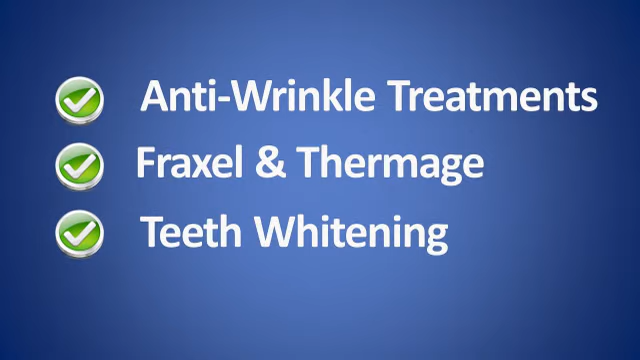 Anti-Wrinkle Treatments
Fraxel & Thermage
Teeth Whitening